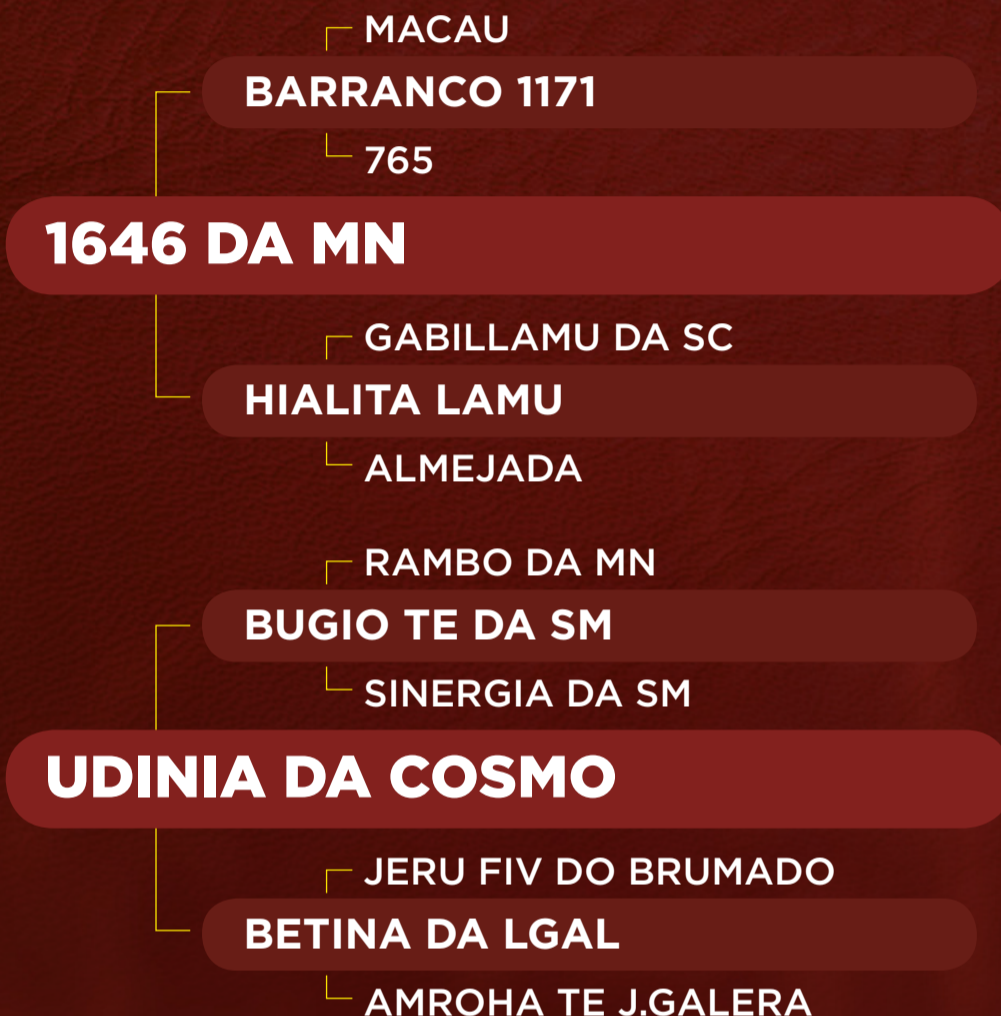 MACAU
BARRANCO 1171
765
1646 DA MN
GABILLAMU DA SC
HIALITA LAMU
ALMEJADA
RAMBO DA MN
BUGIO TE DA SM
SINERGIA DA SM
UDINIA DA COSMO
JERU FIV DO BRUMADO
BETINA DA LGAL
AMROHA TE J.GALERA